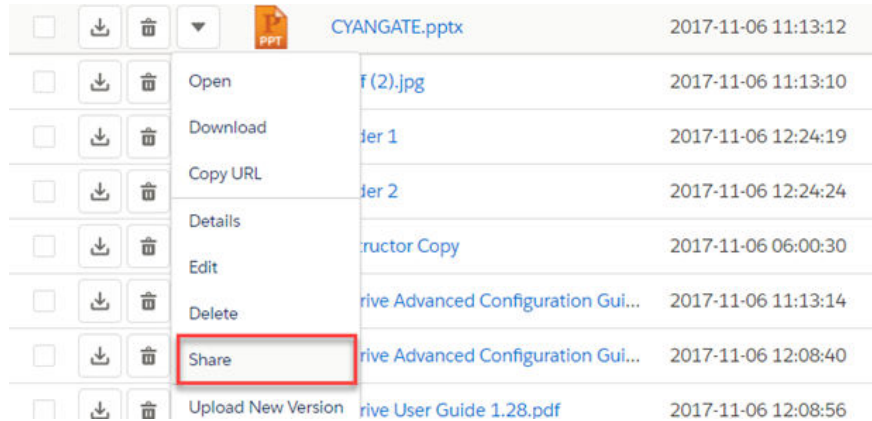 PPT CYANGATE.pptx 2017-11-06 11:13:12
Open f (2).jpg 2017-11-06 11:13:10
Download der 1 2017-11-06 12:24:19
Copy URL der 2 2017-11-06 12:24:24
Details
Edit ructor Copy 2017-11-06 06:00:30
Delete rive Advanced Configuration Gui... 2017-11-06 11:13:14
Share rive Advanced Configuration Gui... 2017-11-06 12:08:40
Upload New Version rive User Guide 1.28.pdf 2017-11-06 12:08:56